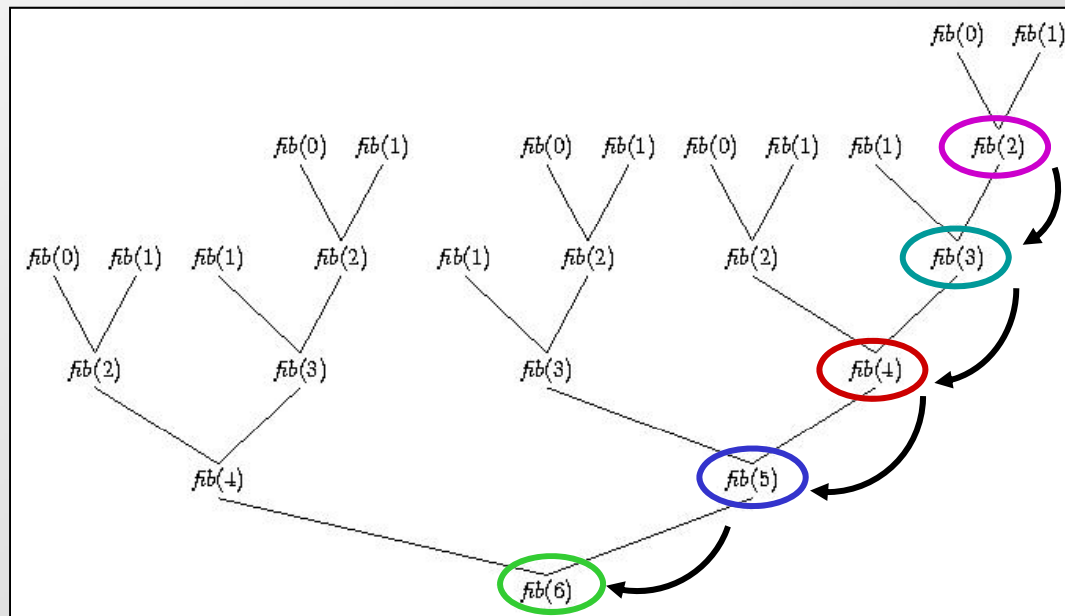 fib(0) fib(1)
fib(0) fib(1) fib(0) fib(1) fib(0) fib(1) fib(1) fib(2)
fib(0) fib(1) fib(1) fib(2) fib(1) fib(2) fib(2) fib(3)
fib(2) fib(3) fib(3) fib(4)
fib(4) fib(5)
fib(6)